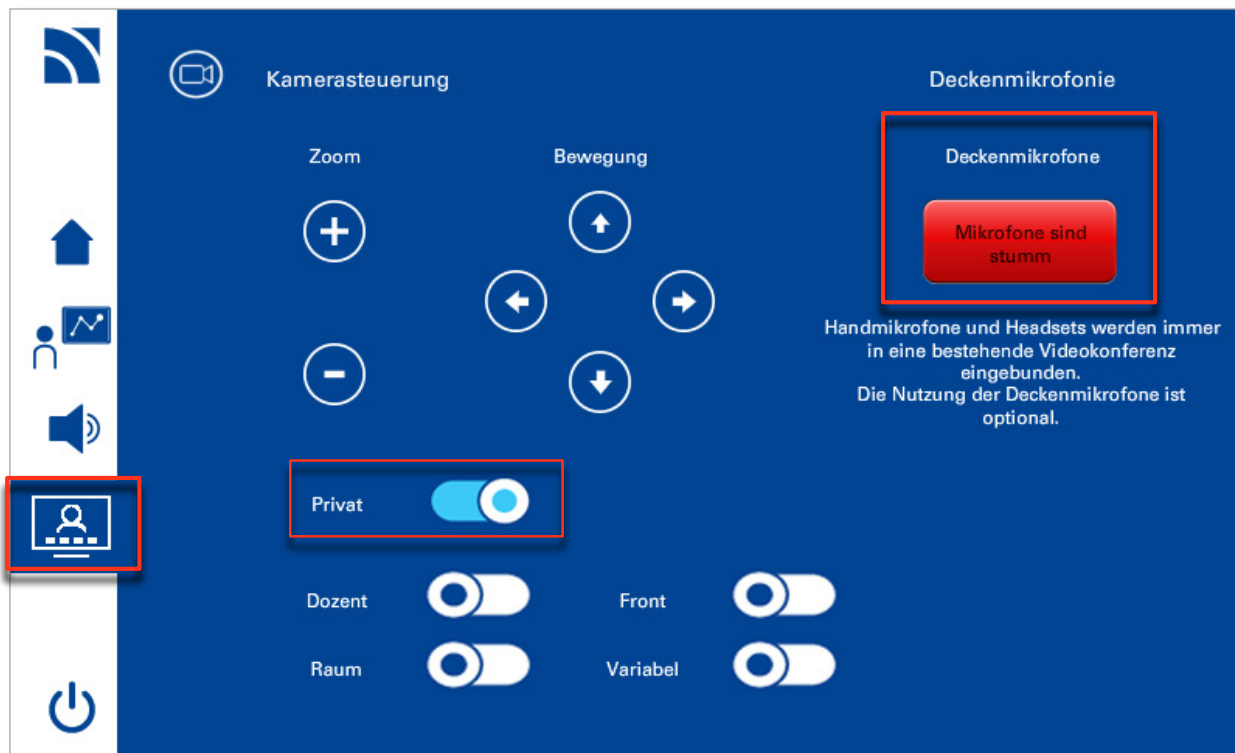 Kamerasteuerung
Deckenmikrofonie
Zoom
Bewegung
Deckenmikrofone
Mikrofone sind
stumm
Handmikrofone und Headsets werden immer
in eine bestehende Videokonferenz
eingebunden.
Die Nutzung der Deckenmikrofone ist
optional.
Privat
Dozent
Front
Raum
Variabel